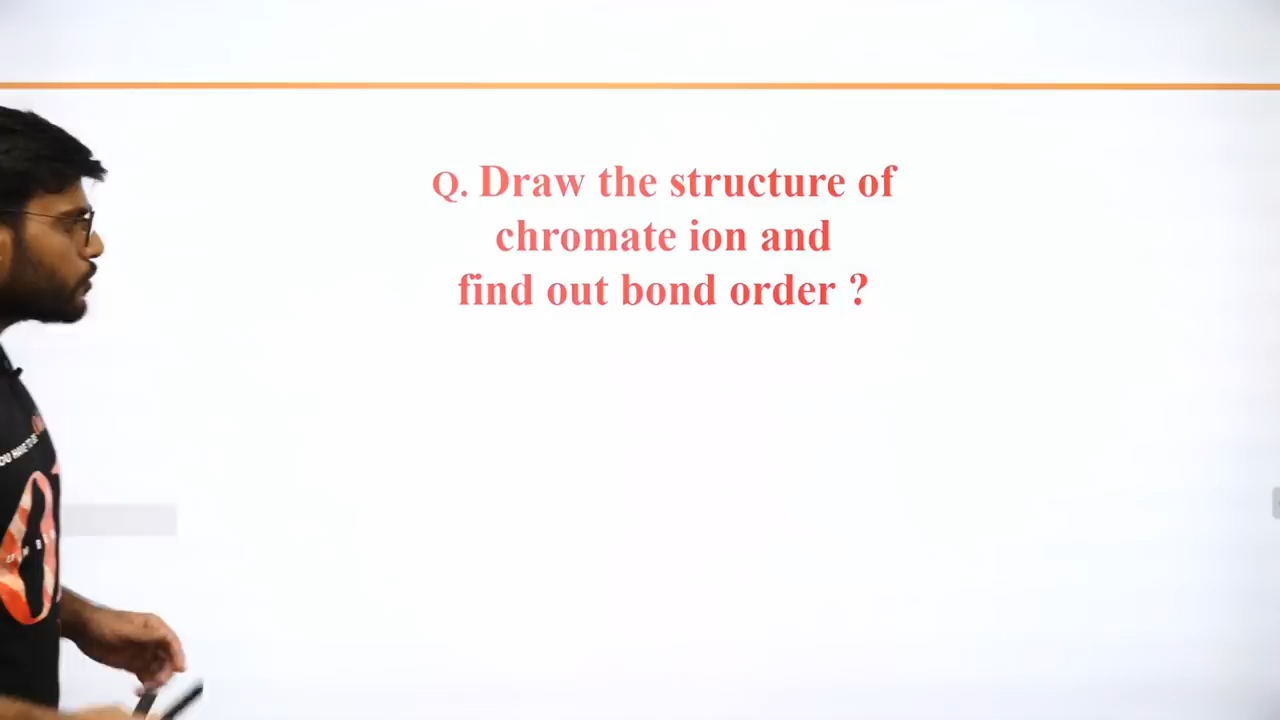 Q. Draw the structure of
chromate ion and
find out bond order ?